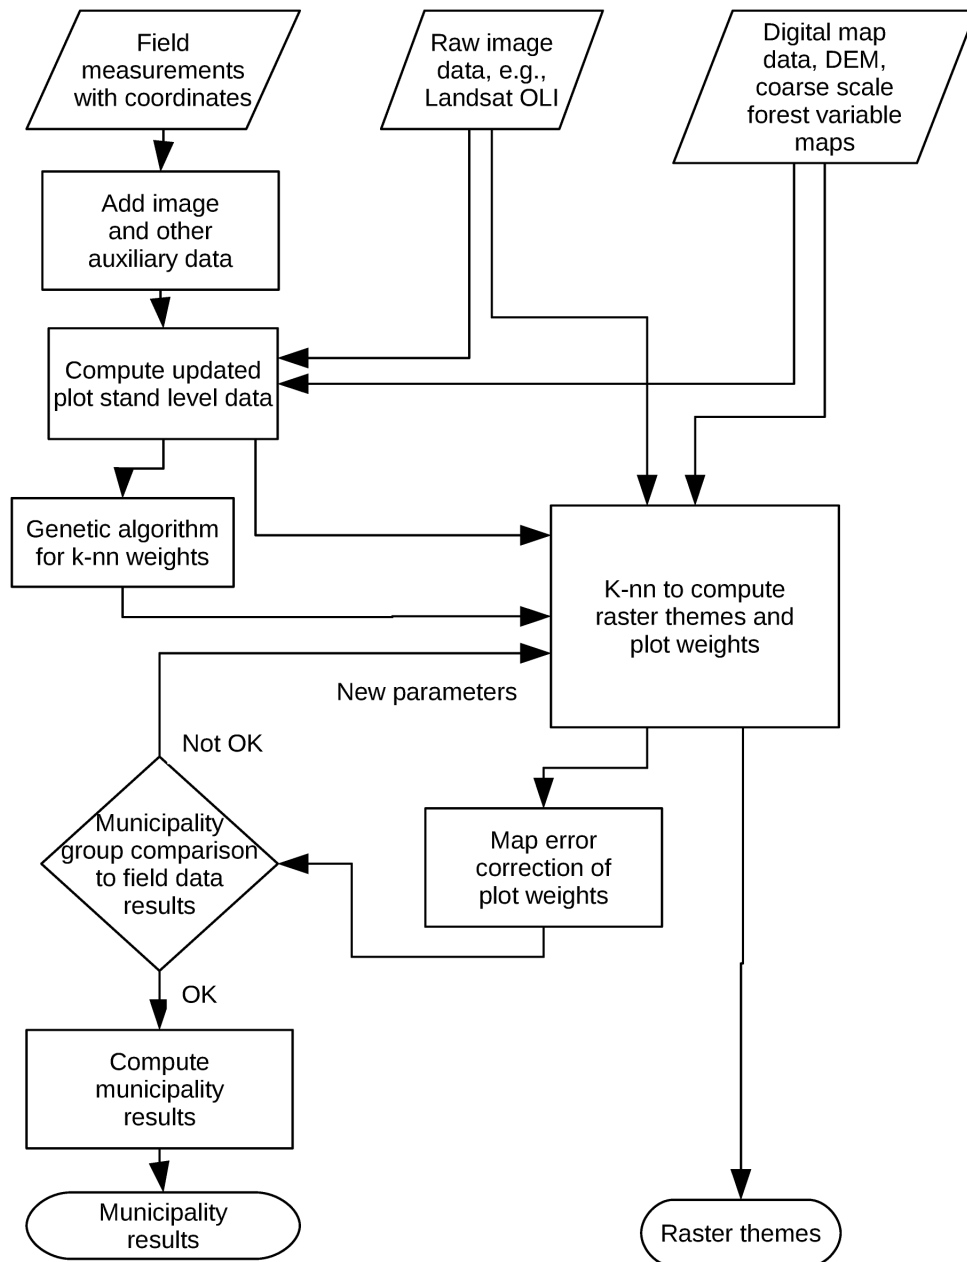 Field
measurements
with coordinates
Raw image
data, e.g.,
Landsat OLI
Digital map
data, DEM,
coarse scale
forest variable
maps
Add image
and other
auxiliary data
Compute updated
plot stand level data
Genetic algorithm
for k-nn weights
K-nn to compute
raster themes and
plot weights
New parameters
Not OK
Municipality
group comparison
to field data
results
Map error
correction of
plot weights
OK
Compute
municipality
results
Municipality
results
Raster themes